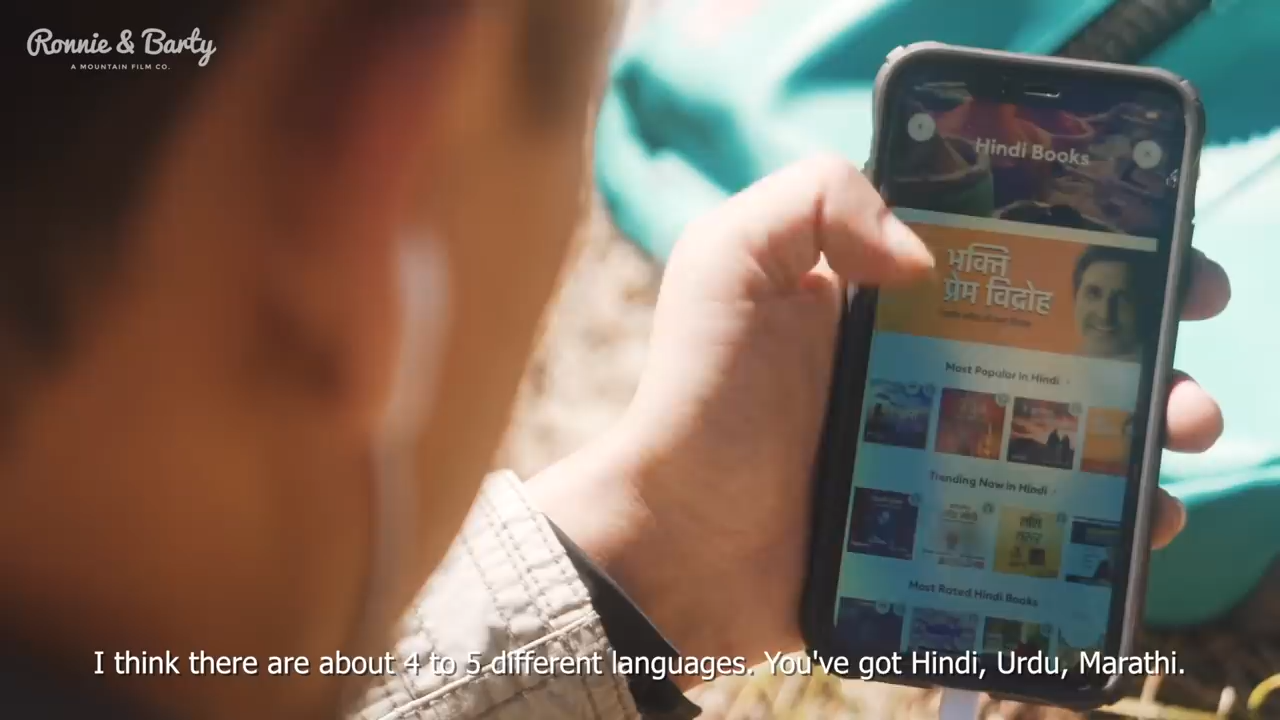 Ronnie & Barty
A MOUNTAIN FILM CO.
Hindi Books
भक्ति
प्रेम विद्रोह
Most Popular in Hindi
Trending Now in Hindi
Most Rated Hindi Books
I think there are about 4 to 5 different languages. You've got Hindi, Urdu, Marathi.